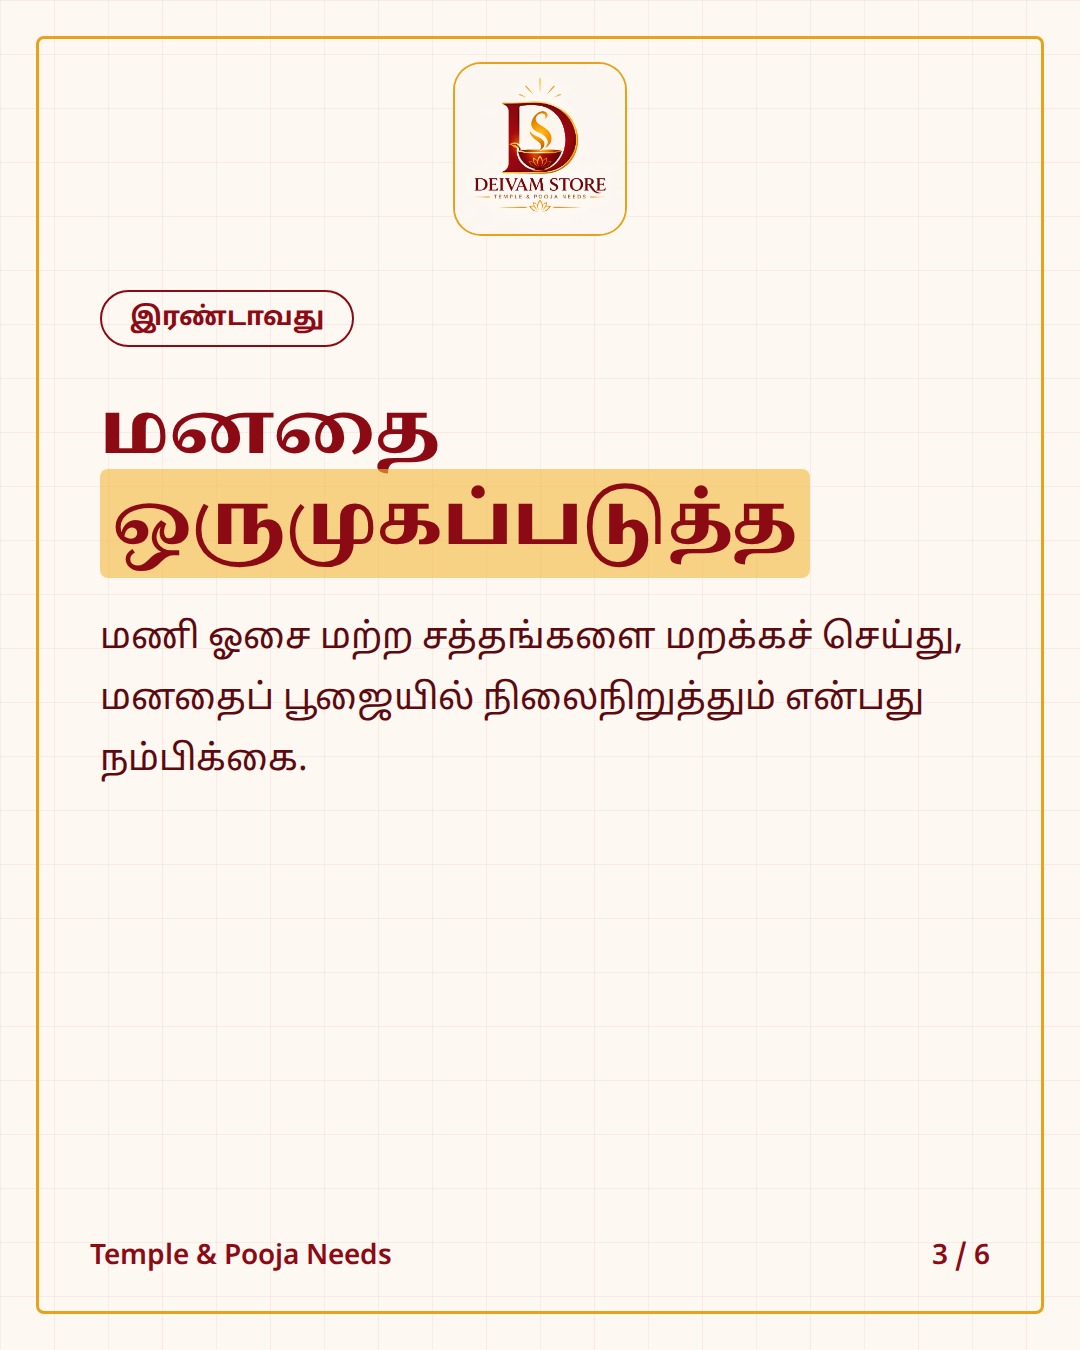 DEIVAM STORE
TEMPLE & POOJA NEEDS
இரண்டாவது
மனதை
ஒருமுகப்படுத்த
மணி ஓசை மற்ற சத்தங்களை மறக்கச் செய்து,
மனதைப் பூஜையில் நிலைநிறுத்தும் என்பது
நம்பிக்கை.
Temple & Pooja Needs
3 / 6